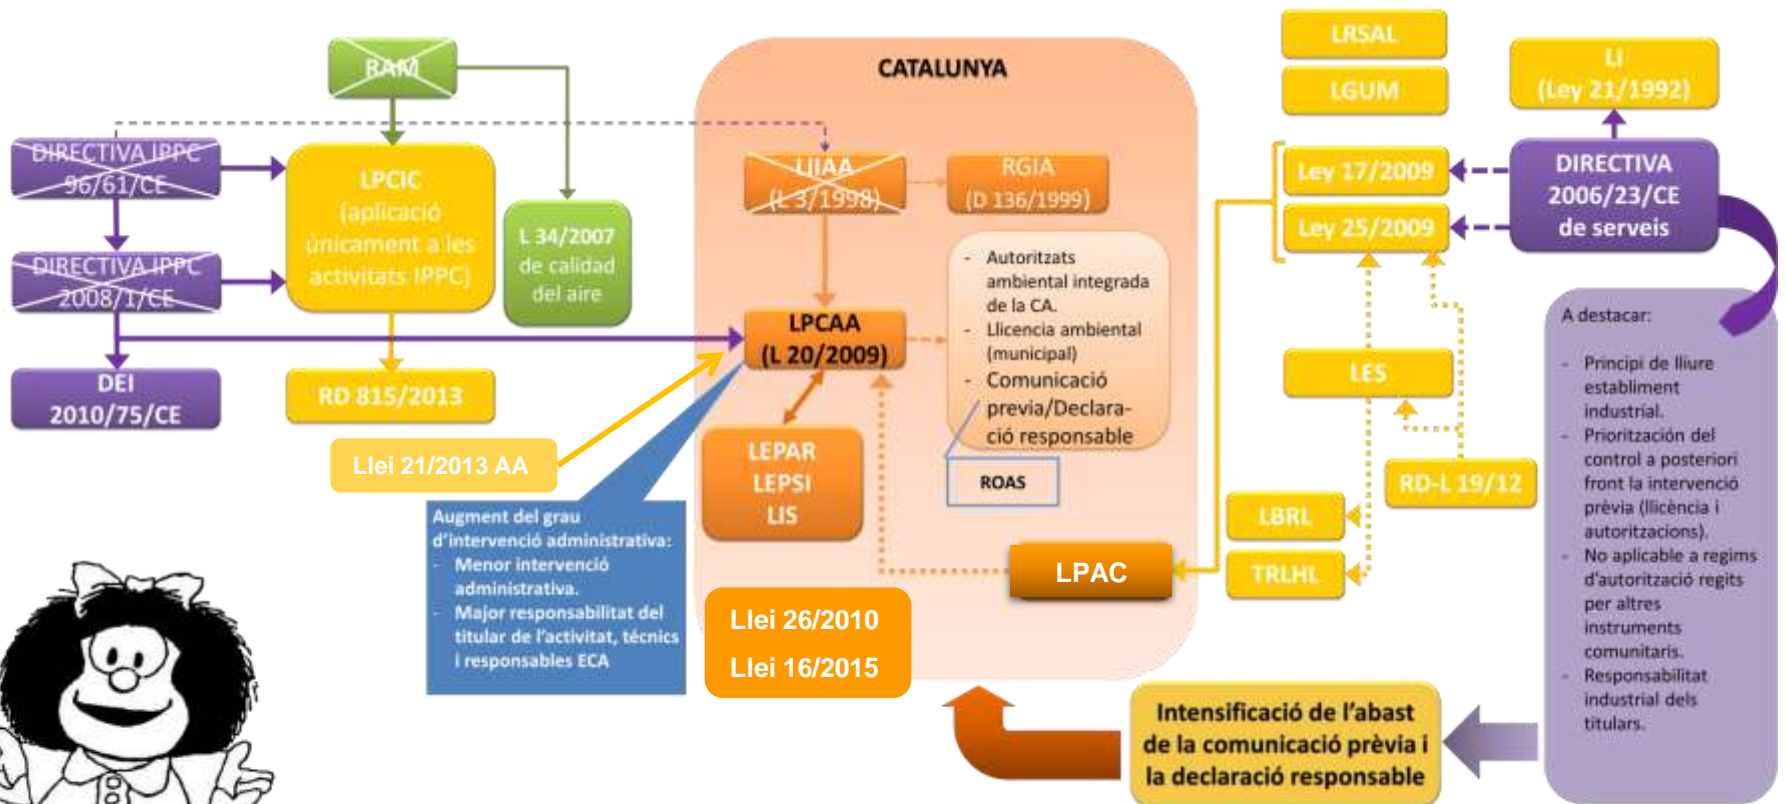 RAM
DIRECTIVA IPPC
96/61/CE
LPCIC
(aplicació
únicament a les
activitats IPPC)
L 34/2007
de calidad
del aire
DIRECTIVA IPPC
2008/1/CE
DEI
2010/75/CE
RD 815/2013
Llei 21/2013 AA
Augment del grau
d'intervenció administrativa:
- Menor intervenció
administrativa.
- Major responsabilitat del
titular de l'activitat, tècnics
i responsables ECA
CATALUNYA
LIIAA
(L 3/1998)
RGIA
(D 136/1999)
LPCAA
(L 20/2009)
- Autoritzats
ambiental integrada
de la CA.
- Llicencia ambiental
(municipal)
- Comunicació
previa/Declara-
ció responsable
ROAS
LEPAR
LEPSI
LIS
LPAC
Llei 26/2010
Llei 16/2015
LRSAL
LGUM
Ley 17/2009
Ley 25/2009
LES
RD-L 19/12
LBRL
TRLHL
LI
(Ley 21/1992)
DIRECTIVA
2006/23/CE
de serveis
A destacar:
- Principi de lliure
establiment
industrial.
- Priorització del
control a posteriori
front la intervenció
prèvia (llicència i
autoritzacions).
- No aplicable a regims
d'autorització regits
per altres
instruments
comunitaris.
- Responsabilitat
industrial dels
titulars.
Intensificació de l'abast
de la comunicació prèvia i
la declaració responsable